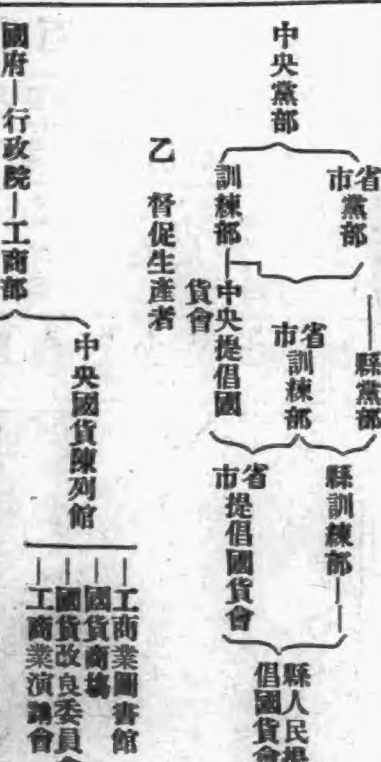 中央黨部
省市黨部
訓練部
縣黨部
省市訓練部
中央提倡國貨會
縣訓練部
省市提倡國貨會
縣人民提倡國貨會
乙 督促生產者
國府—行政院—工商部
中央國貨陳列館
工商業圖書館
國貨商場
國貨改良委員會
工商業演講會